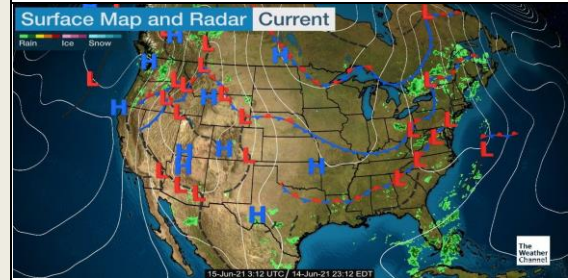 Surface Map and Radar Current
Rain Ice Snow
L
H
L
H
L
L
H
L
L
L
L
H
L
L
H
L
L
L
L
L
H
H
H
L
H
L
H
L
L
L
L
H
The
Weather
Channel
15-Jun-21 3:12 UTC / 14-Jun-21 23:12 EDT